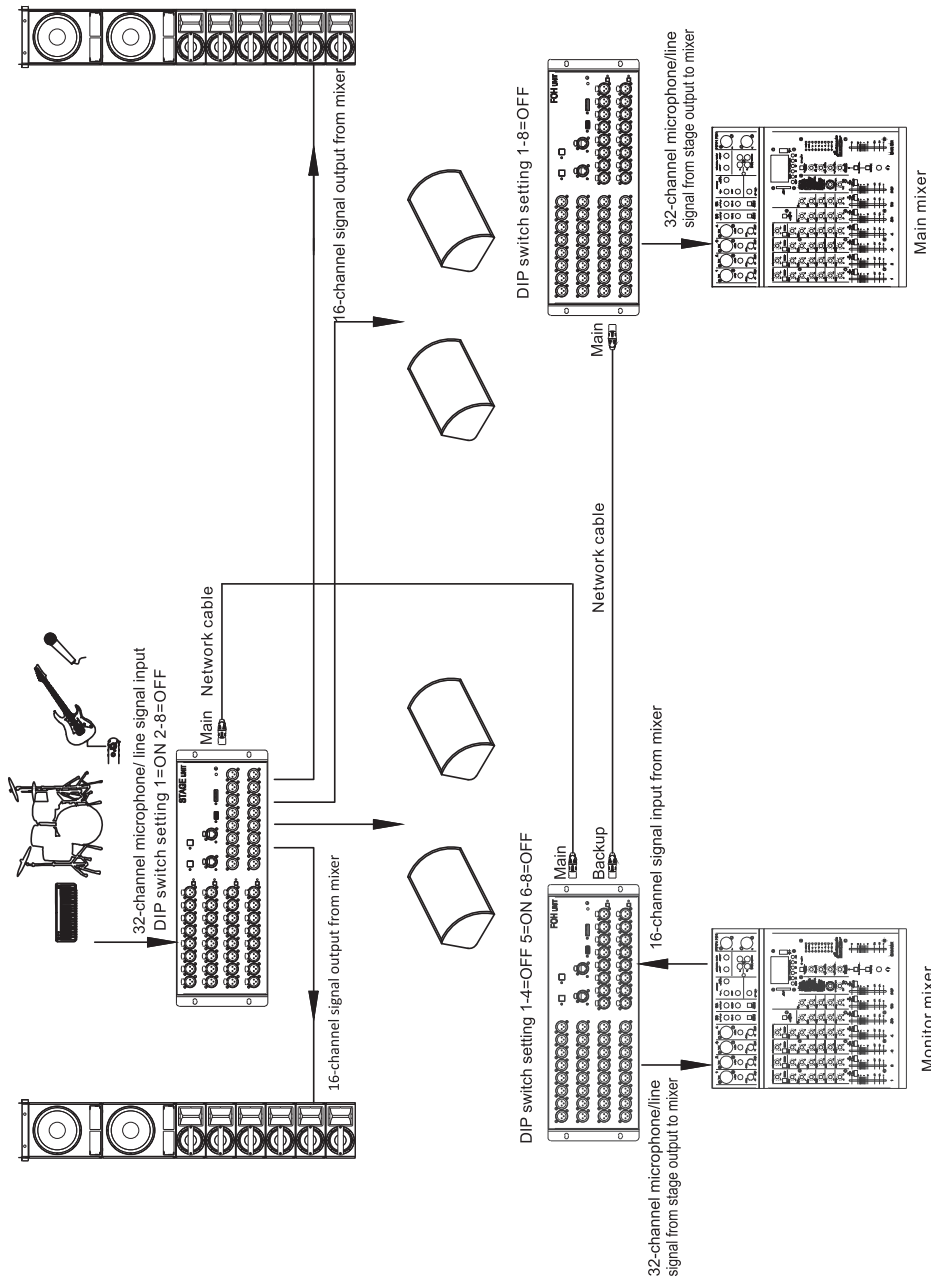 32-channel microphone/ line signal input
DIP switch setting 1=ON 2-8=OFF
STAGE UNIT
Main
Network cable
16-channel signal output from mixer
16-channel signal output from mixer
DIP switch setting 1-4=OFF 5=ON 6-8=OFF
FOH UNIT
Main
Backup
Network cable
Main
DIP switch setting 1-8=OFF
FOH UNIT
32-channel microphone/line
signal from stage output to mixer
16-channel signal input from mixer
Monitor mixer
32-channel microphone/line
signal from stage output to mixer
Main mixer